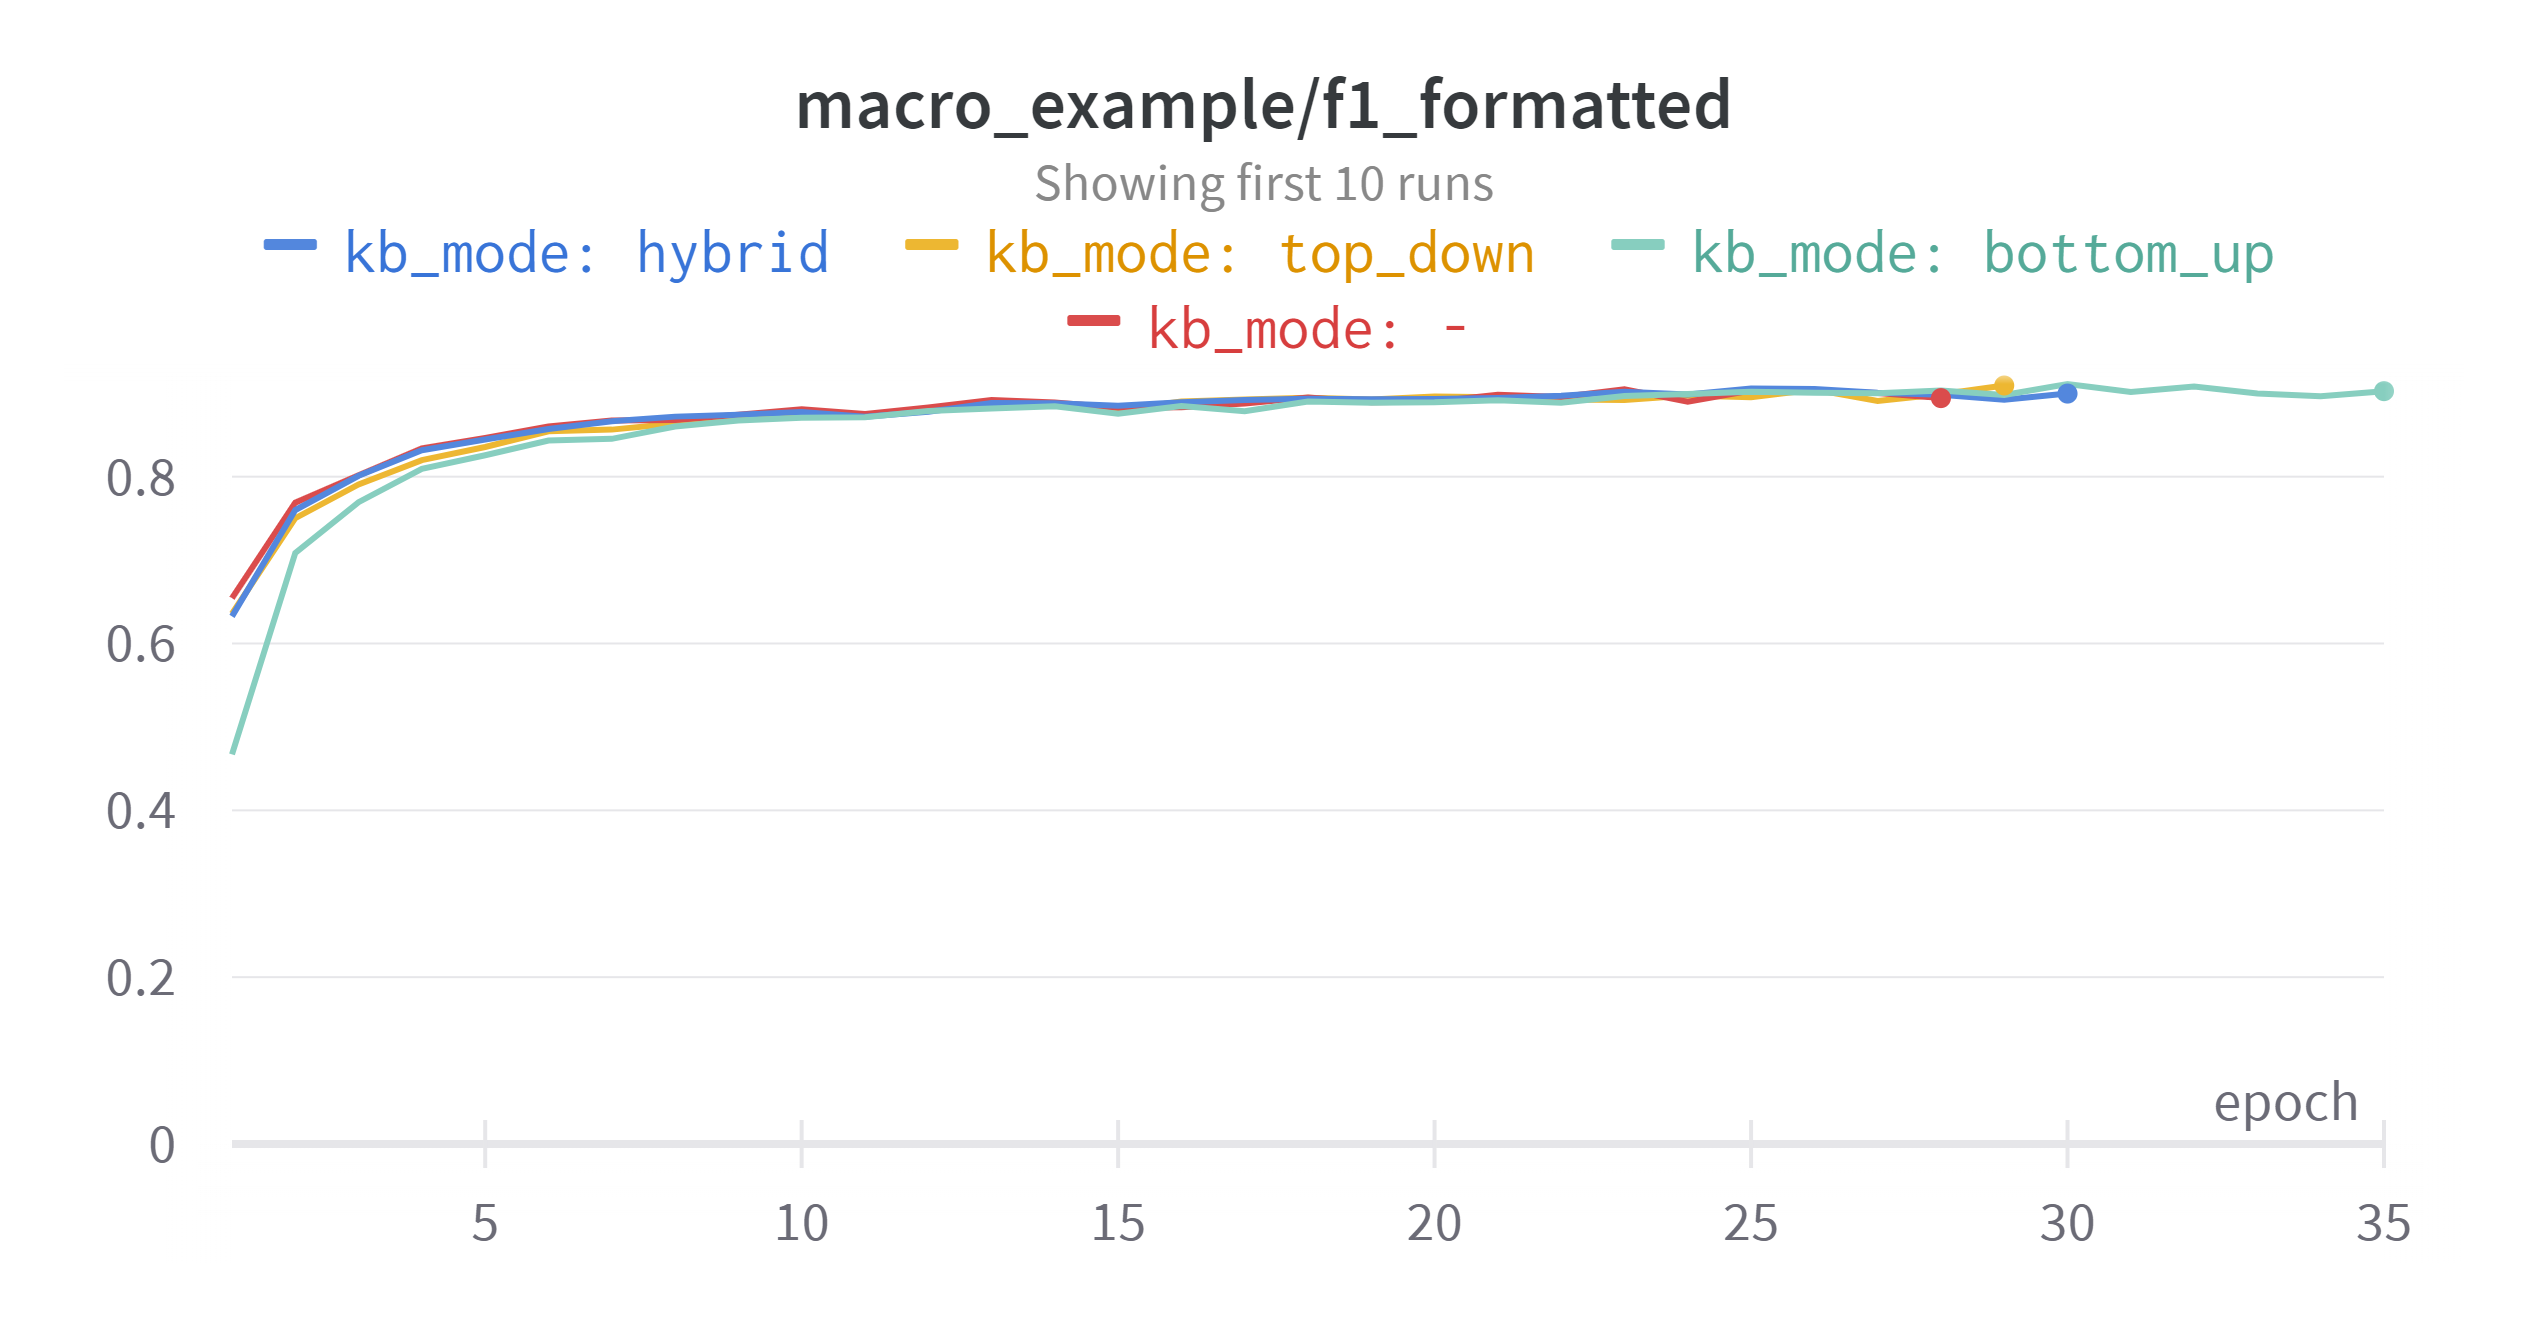 macro_example/f1_formatted
Showing first 10 runs
kb_mode: hybrid kb_mode: top_down kb_mode: bottom_up
kb_mode: -
0.8
0.6
0.4
0.2
epoch
0
5 10 15 20 25 30 35